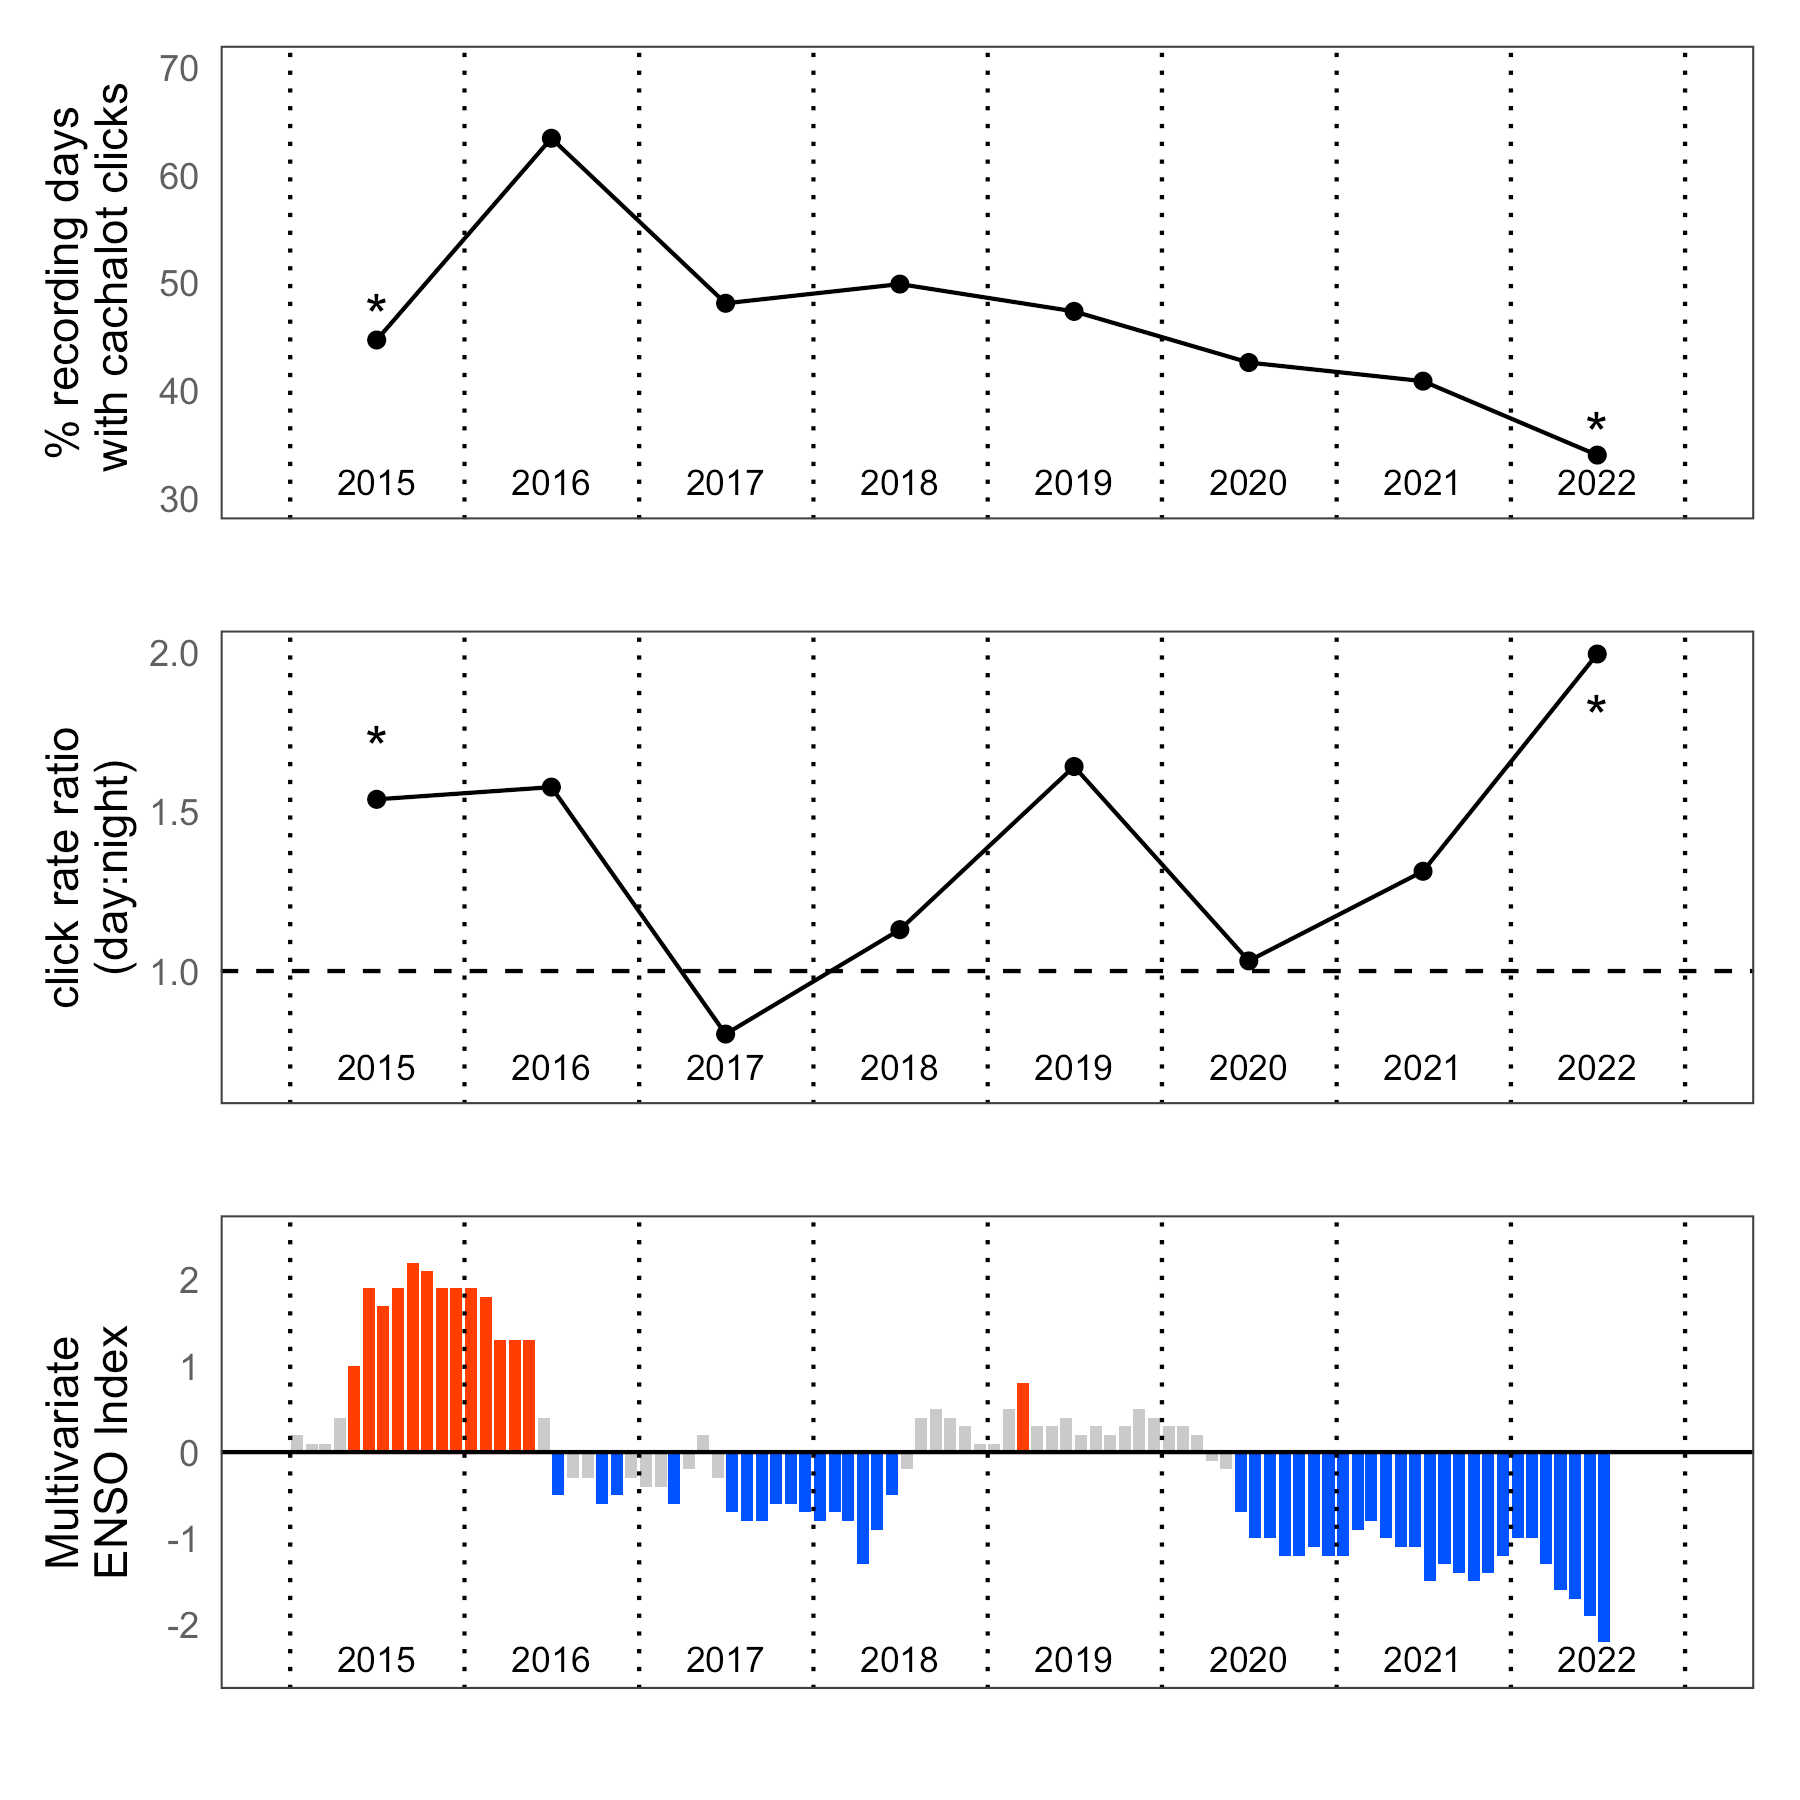 % recording days
with cachalot clicks
70
60
50
40
30
*
*
2015 2016 2017 2018 2019 2020 2021 2022
click rate ratio
(day:night)
2.0
1.5
1.0
*
*
2015 2016 2017 2018 2019 2020 2021 2022
Multivariate
ENSO Index
2
1
0
-1
-2
2015 2016 2017 2018 2019 2020 2021 2022